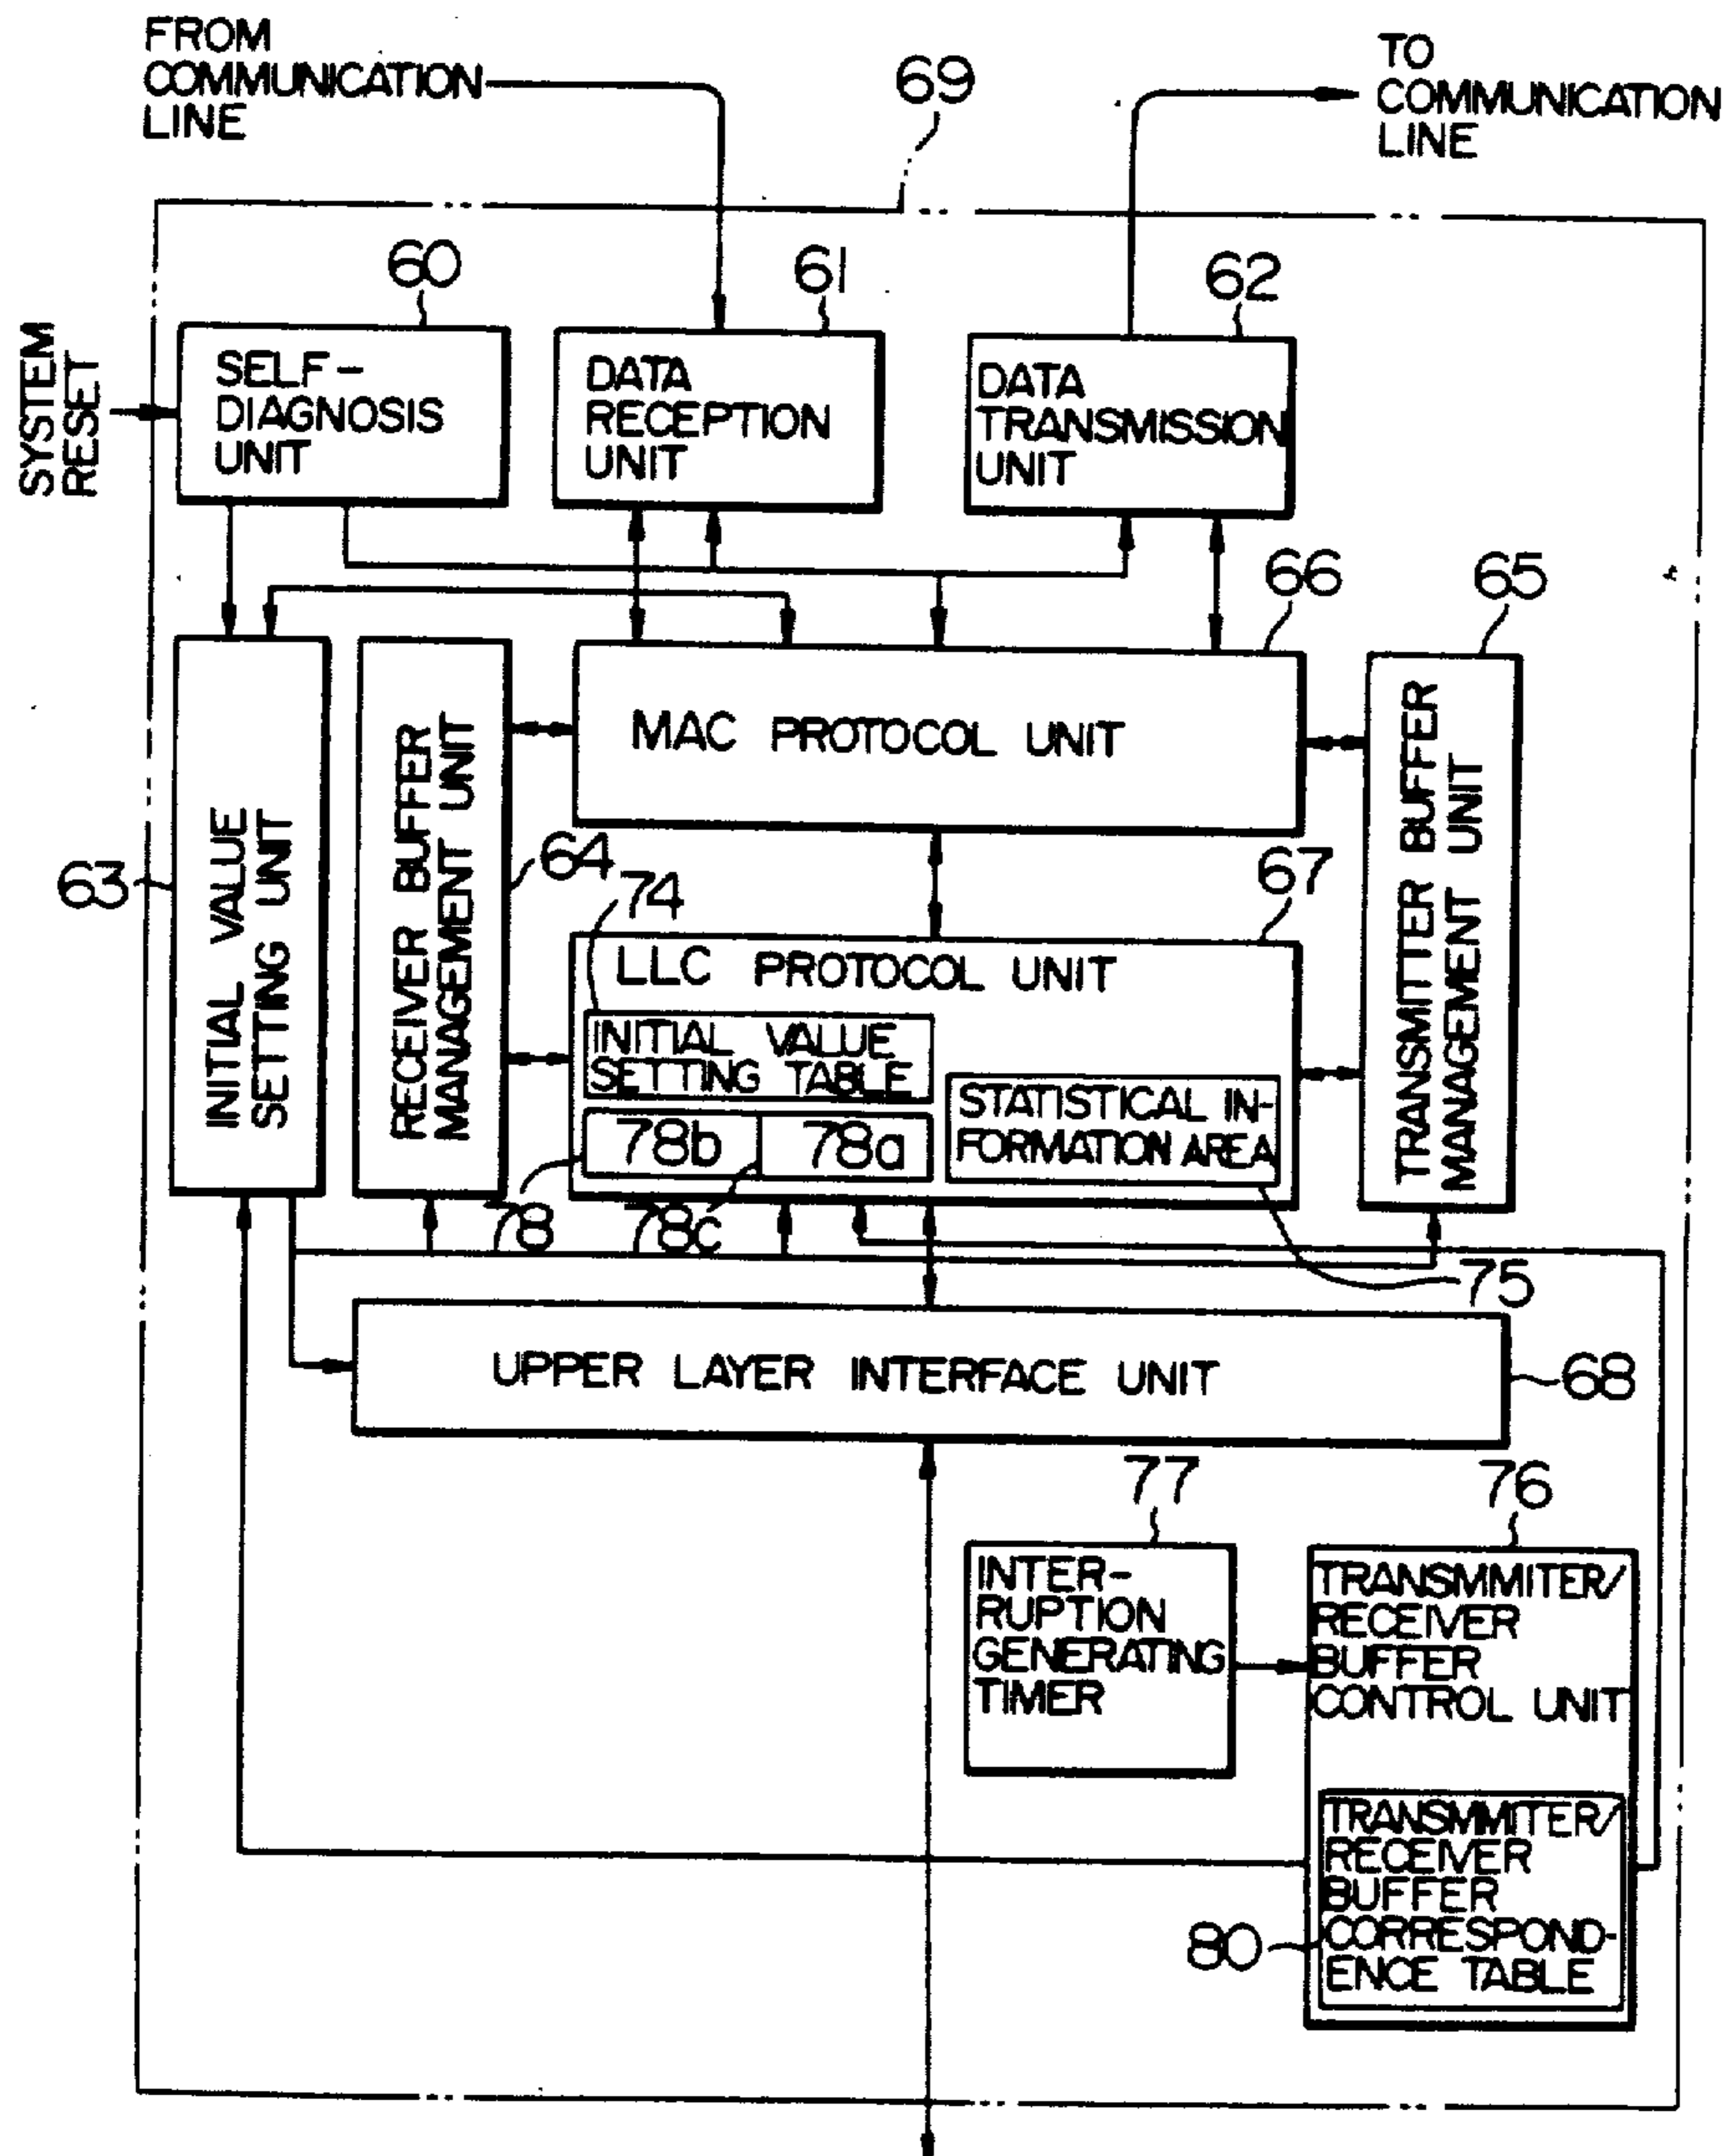 FROM
COMMUNICATION
LINE
TO
COMMUNICATION
LINE
69
60
61
62
SYSTEM
RESET
SELF-
DIAGNOSIS
UNIT
DATA
RECEPTION
UNIT
DATA
TRANSMISSION
UNIT
66
65
63
INITIAL VALUE
SETTING UNIT
RECEIVER BUFFER
MANAGEMENT UNIT
64
MAC PROTOCOL UNIT
TRANSMITTER BUFFER
MANAGEMENT UNIT
74
67
LLC PROTOCOL UNIT
INITIAL VALUE
SETTING TABLE
STATISTICAL IN-
FORMATION AREA
78b
78a
78
78c
75
UPPER LAYER INTERFACE UNIT
68
77
76
INTER-
RUPTION
GENERATING
TIMER
TRANSMMITER/
RECEIVER
BUFFER
CONTROL UNIT
TRANSMMITER/
RECEIVER
BUFFER
CORRESPOND-
ENCE TABLE
80